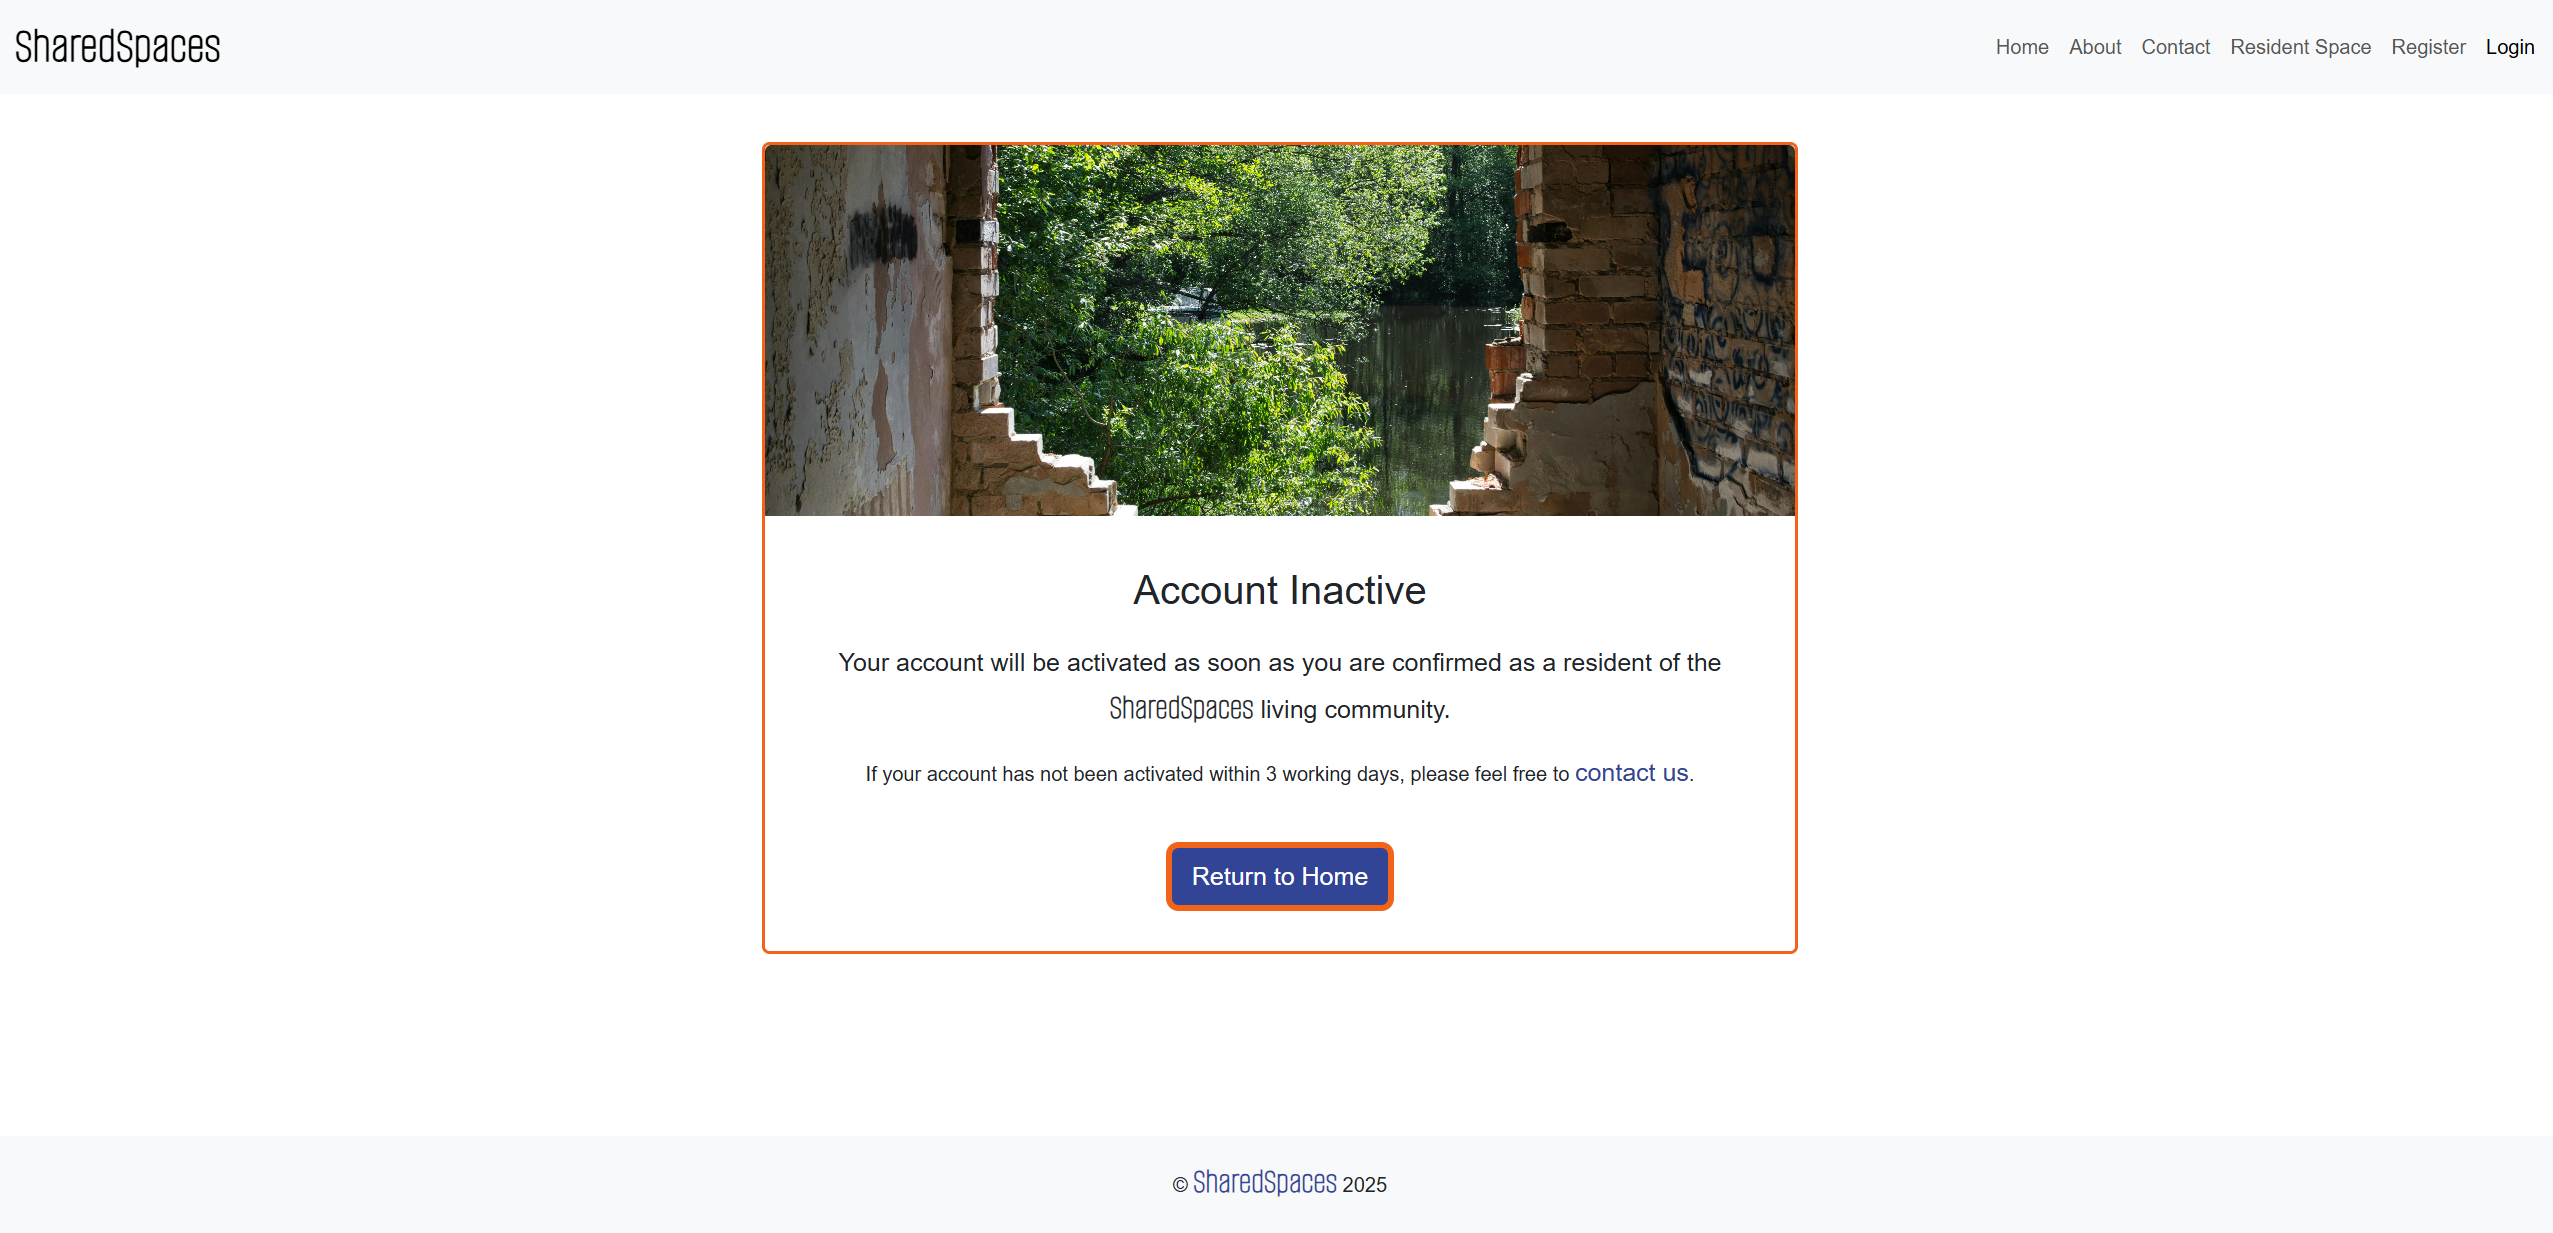 SharedSpaces
Home About Contact Resident Space Register Login
Account Inactive
Your account will be activated as soon as you are confirmed as a resident of the
SharedSpaces living community.
If your account has not been activated within 3 working days, please feel free to contact us.
Return to Home
© SharedSpaces 2025